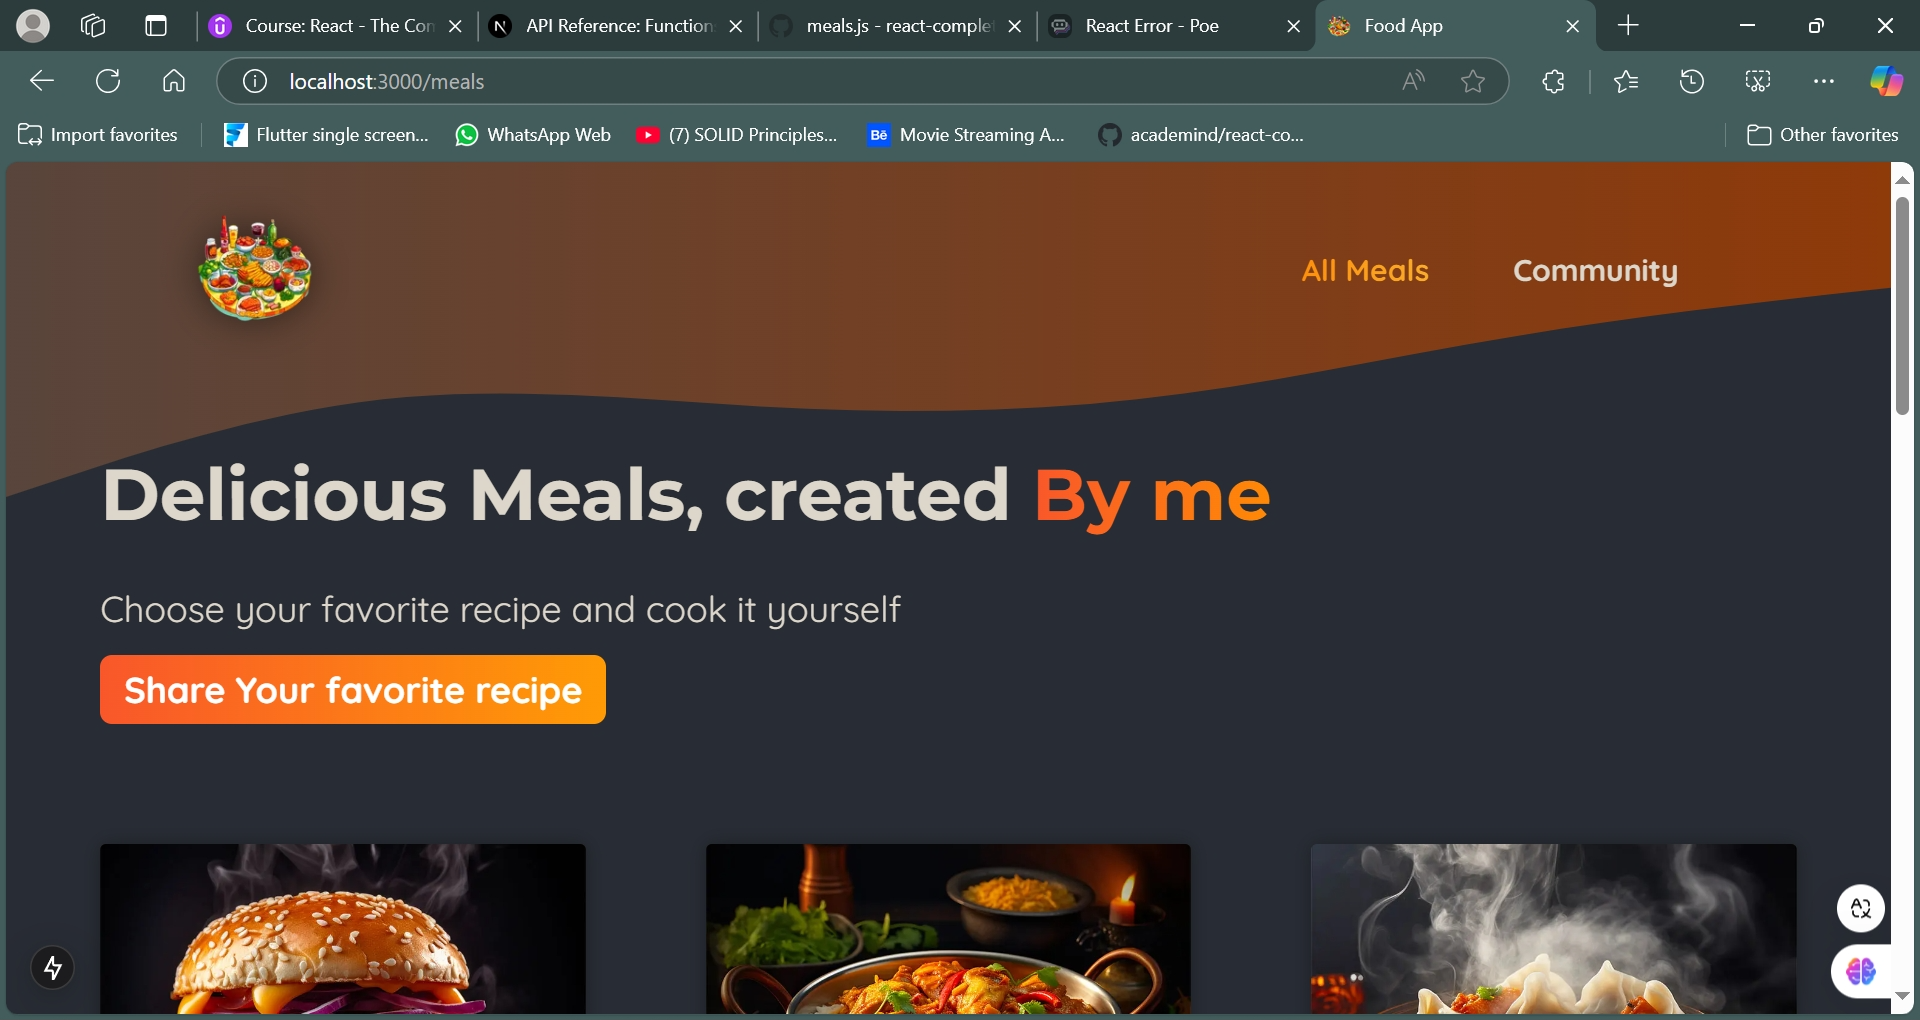 Course: React - The Con
API Reference: Function
meals.js - react-comple
React Error - Poe
Food App
localhost:3000/meals
Import favorites
Flutter single screen...
WhatsApp Web
(7) SOLID Principles...
Bē Movie Streaming A...
academind/react-co...
Other favorites
All Meals
Community
Delicious Meals, created By me
Choose your favorite recipe and cook it yourself
Share Your favorite recipe